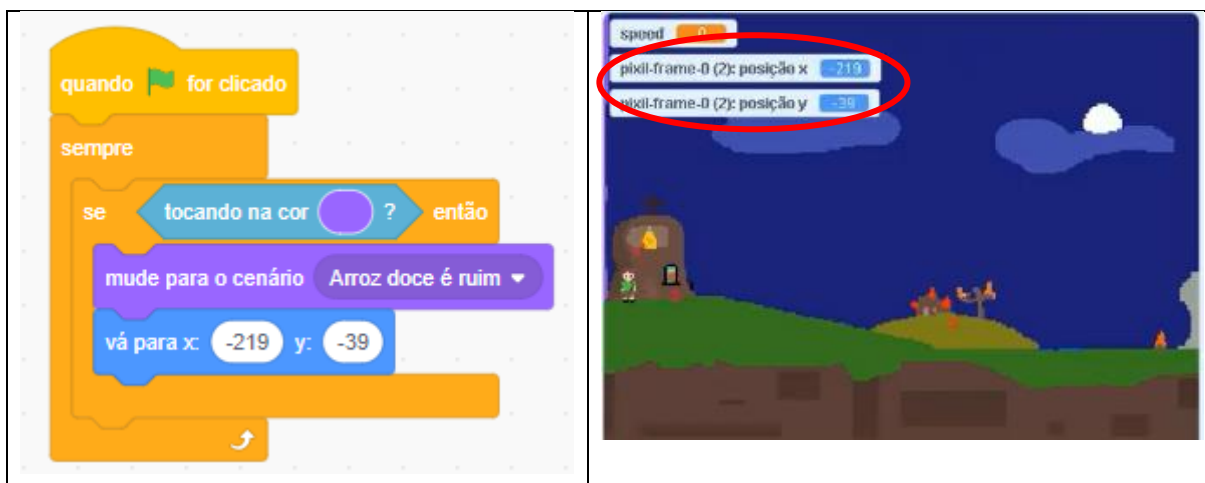 quando for clicado
sempre
se tocando na cor ? então
mude para o cenário Arroz doce é ruim
vá para x: -219 y: -39
speed 0
pixil-frame-0 (2): posição x -219
pixil-frame-0 (2): posição y -39